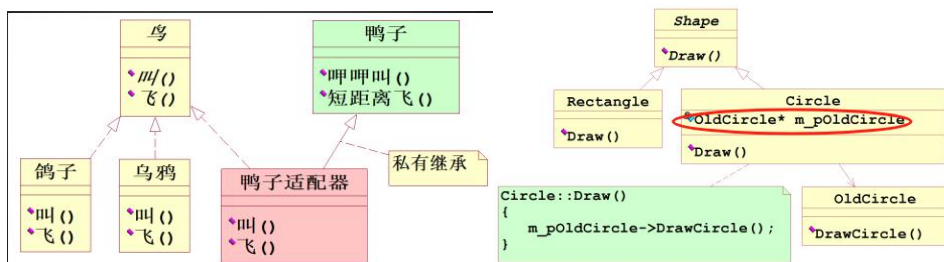 鸟
叫()
飞()
鸭子
呷呷叫()
短距离飞()
鸽子
叫()
飞()
乌鸦
叫()
飞()
鸭子适配器
叫()
飞()
私有继承
Shape
Draw()
Rectangle
Draw()
Circle
OldCircle* m_pOldCircle
Draw()
Circle::Draw()
{
m_pOldCircle->DrawCircle();
}
OldCircle
DrawCircle()